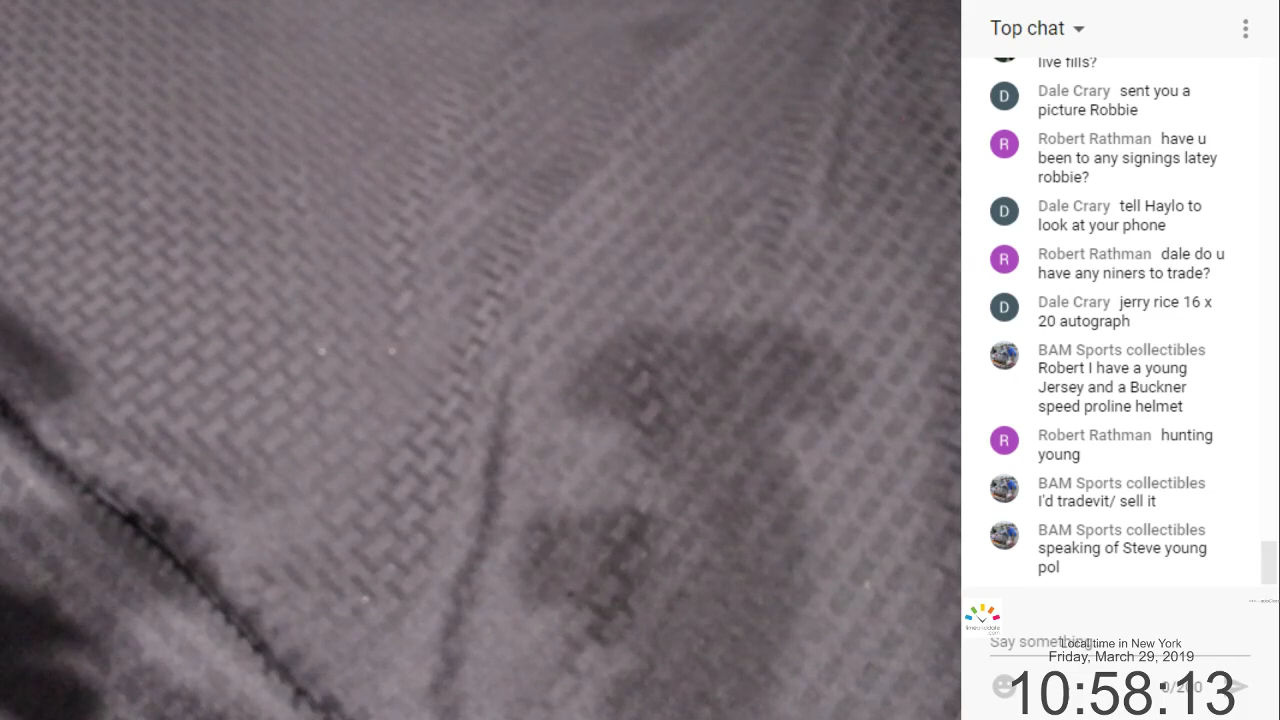 Top chat
live fills?
D Dale Crary sent you a
picture Robbie
R Robert Rathman have u
been to any signings latey
robbie?
D Dale Crary tell Haylo to
look at your phone
R Robert Rathman dale do u
have any niners to trade?
D Dale Crary jerry rice 16 x
20 autograph
BAM Sports collectibles
Robert I have a young
Jersey and a Buckner
speed proline helmet
R Robert Rathman hunting
young
BAM Sports collectibles
I'd tradevit/ sell it
BAM Sports collectibles
speaking of Steve young
pol
Say something...
Local time in New York
Friday, March 29, 2019
0/200
10:58:13